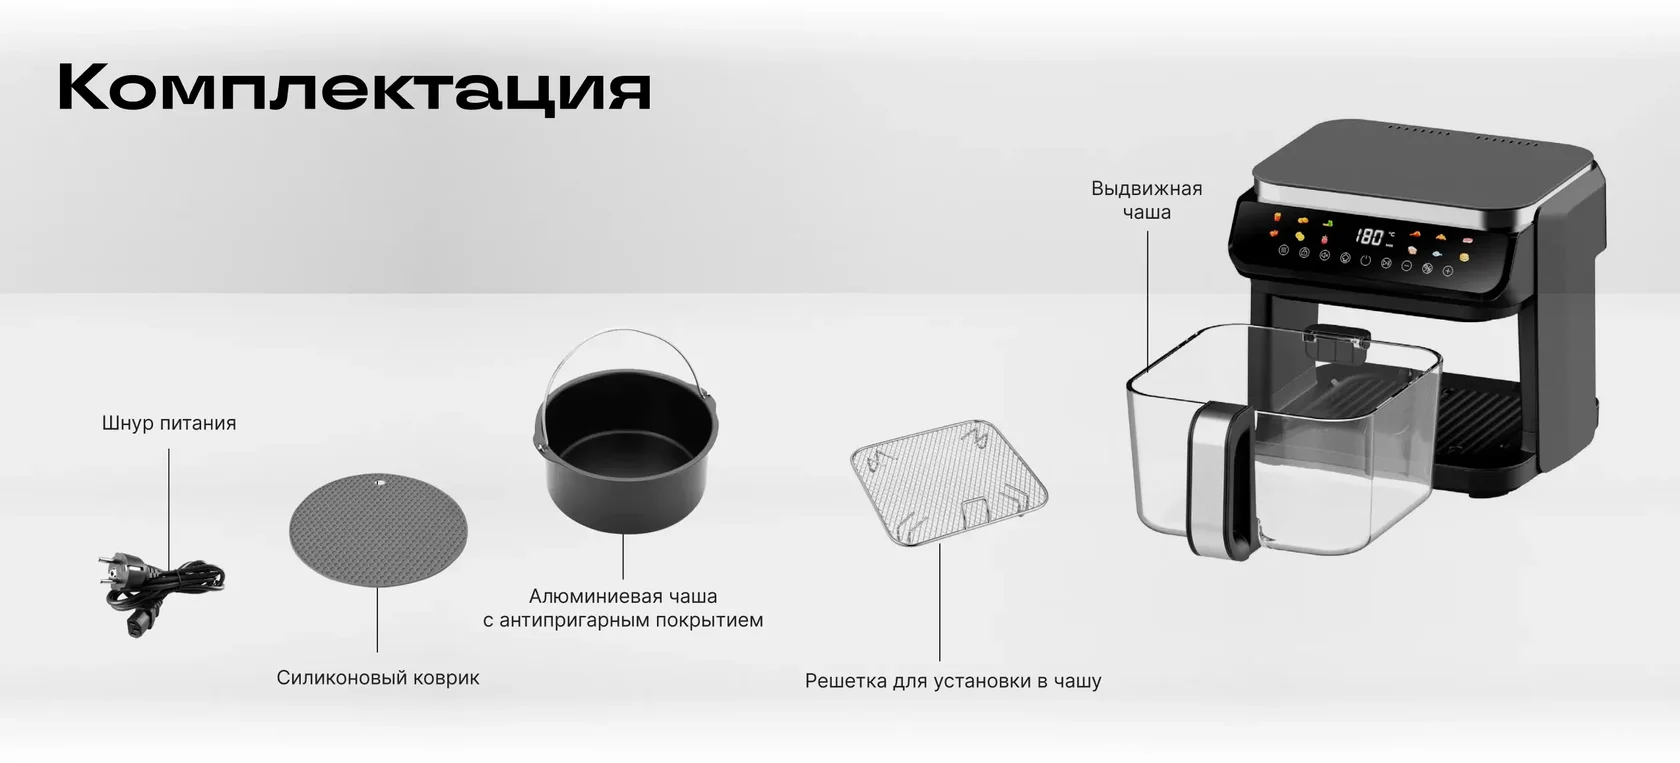 Комплектация
Выдвижная
чаша
180
°C
Шнур питания
Алюминиевая чаша
с антипригарным покрытием
Силиконовый коврик
Решетка для установки в чашу